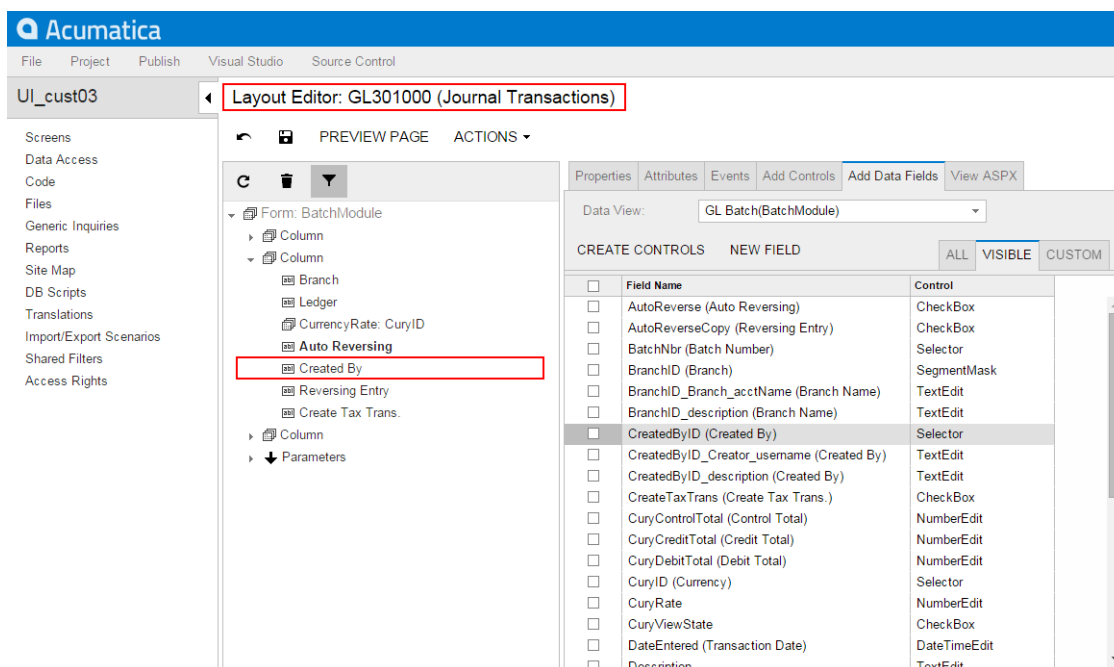 Acumatica
File Project Publish Visual Studio Source Control
UI_cust03
Layout Editor: GL301000 (Journal Transactions)
Screens
Data Access
Code
Files
Generic Inquiries
Reports
Site Map
DB Scripts
Translations
Import/Export Scenarios
Shared Filters
Access Rights
PREVIEW PAGE ACTIONS
Form: BatchModule
Column
Column
Branch
Ledger
CurrencyRate: CuryID
Auto Reversing
Created By
Reversing Entry
Create Tax Trans.
Column
Parameters
Properties Attributes Events Add Controls Add Data Fields View ASPX
Data View: GL Batch(BatchModule)
CREATE CONTROLS NEW FIELD ALL VISIBLE CUSTOM
Field Name Control
AutoReverse (Auto Reversing) CheckBox
AutoReverseCopy (Reversing Entry) CheckBox
BatchNbr (Batch Number) Selector
BranchID (Branch) SegmentMask
BranchID_Branch_acctName (Branch Name) TextEdit
BranchID_description (Branch Name) TextEdit
CreatedByID (Created By) Selector
CreatedByID_Creator_username (Created By) TextEdit
CreatedByID_description (Created By) TextEdit
CreateTaxTrans (Create Tax Trans.) CheckBox
CuryControlTotal (Control Total) NumberEdit
CuryCreditTotal (Credit Total) NumberEdit
CuryDebitTotal (Debit Total) NumberEdit
CuryID (Currency) Selector
CuryRate NumberEdit
CuryViewState CheckBox
DateEntered (Transaction Date) DateTimeEdit
Description TextEdit